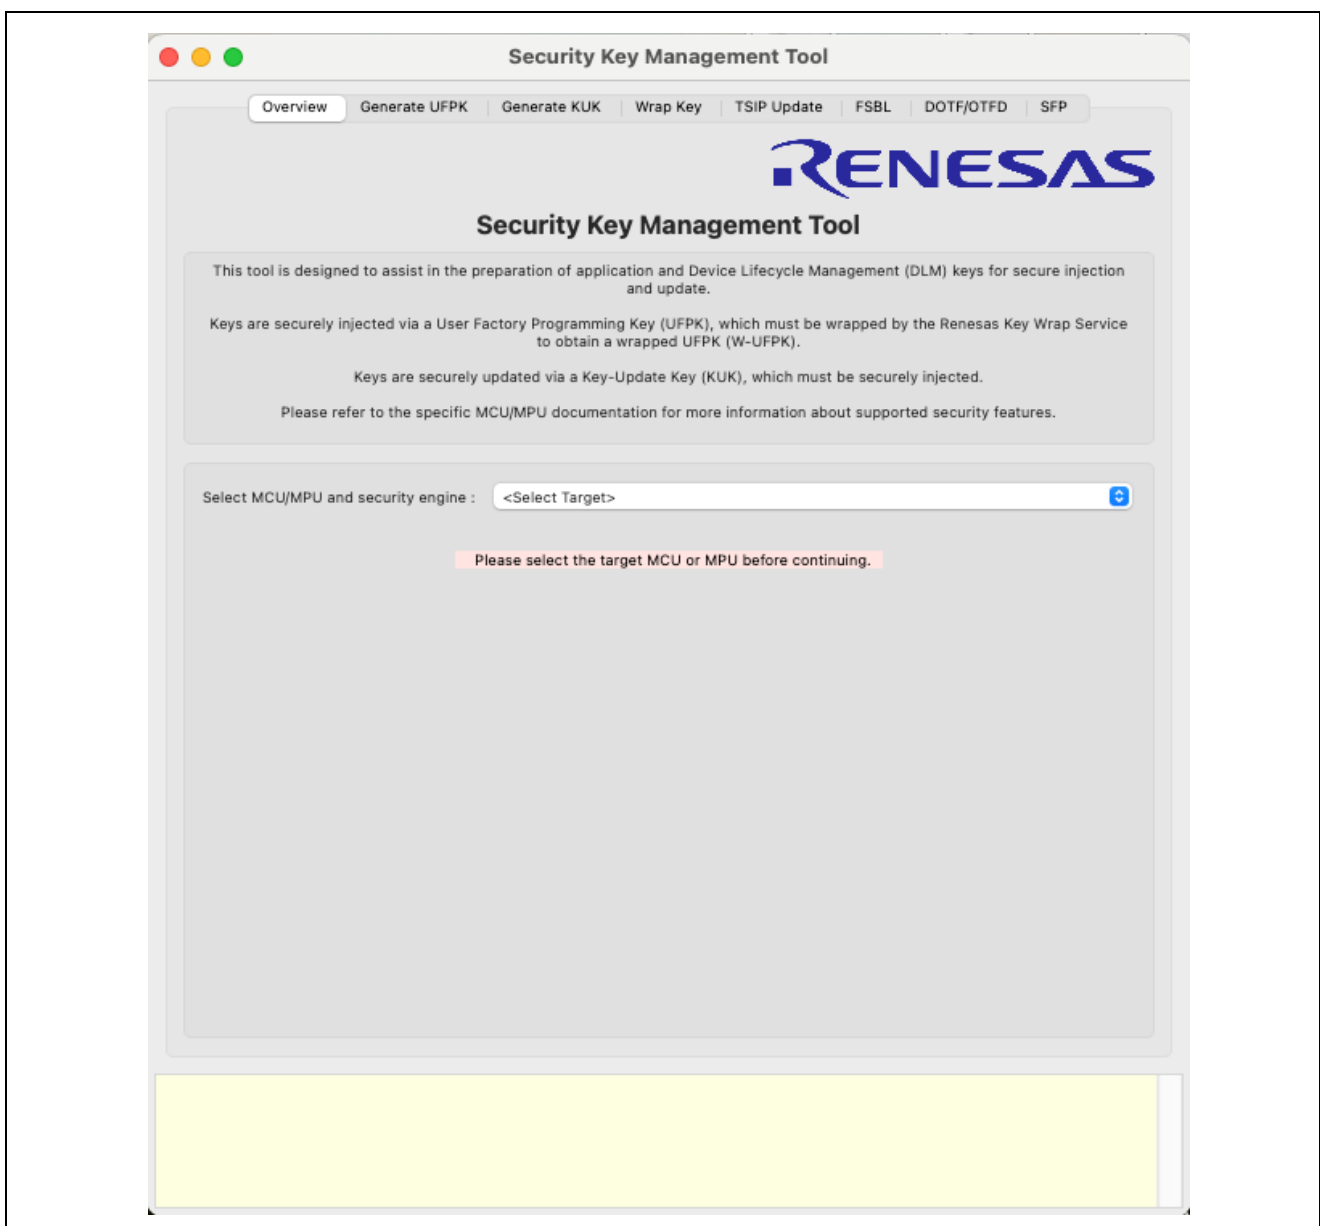 Security Key Management Tool
Overview Generate UFPK Generate KUK Wrap Key TSIP Update FSBL DOTF/OTFD SFP
RENESAS
Security Key Management Tool
This tool is designed to assist in the preparation of application and Device Lifecycle Management (DLM) keys for secure injection
and update.
Keys are securely injected via a User Factory Programming Key (UFPK), which must be wrapped by the Renesas Key Wrap Service
to obtain a wrapped UFPK (W-UFPK).
Keys are securely updated via a Key-Update Key (KUK), which must be securely injected.
Please refer to the specific MCU/MPU documentation for more information about supported security features.
Select MCU/MPU and security engine : <Select Target>
Please select the target MCU or MPU before continuing.